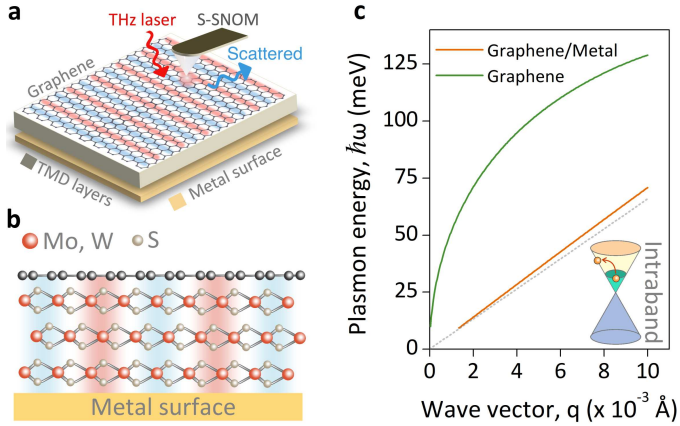 a
THz laser
S-SNOM
Scattered
Graphene
TMD layers
Metal surface
b
Mo, W
S
Metal surface
c
Graphene/Metal
Graphene
Plasmon energy, ℏω (meV)
125
100
75
50
25
0
Intraband
0 2 4 6 8 10
Wave vector, q (x 10⁻³ Å)